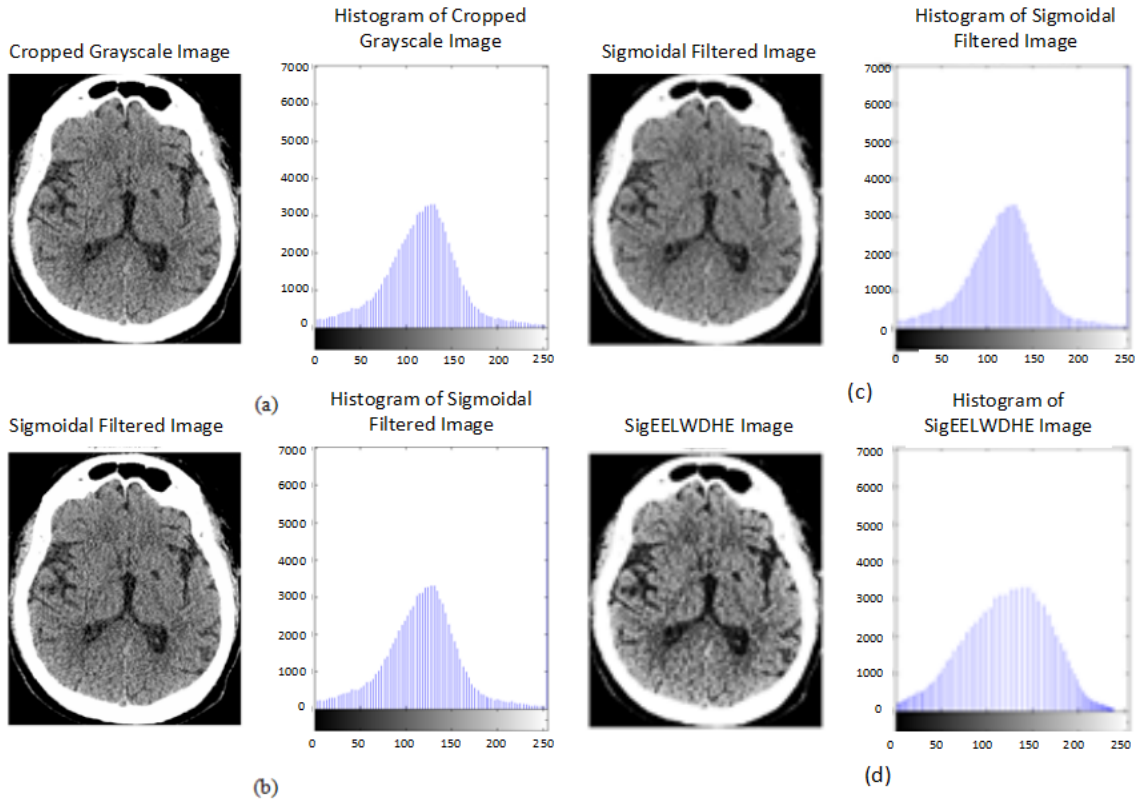 Cropped Grayscale Image
Histogram of Cropped
Grayscale Image
7000
6000
5000
4000
3000
2000
1000
0
0 50 100 150 200 250
(a)
Sigmoidal Filtered Image
Histogram of Sigmoidal
Filtered Image
7000
6000
5000
4000
3000
2000
1000
0
0 50 100 150 200 250
(c)
Sigmoidal Filtered Image
Histogram of Sigmoidal
Filtered Image
7000
6000
5000
4000
3000
2000
1000
0
0 50 100 150 200 250
(b)
SigEELWDHE Image
Histogram of
SigEELWDHE Image
7000
6000
5000
4000
3000
2000
1000
0
0 50 100 150 200 250
(d)